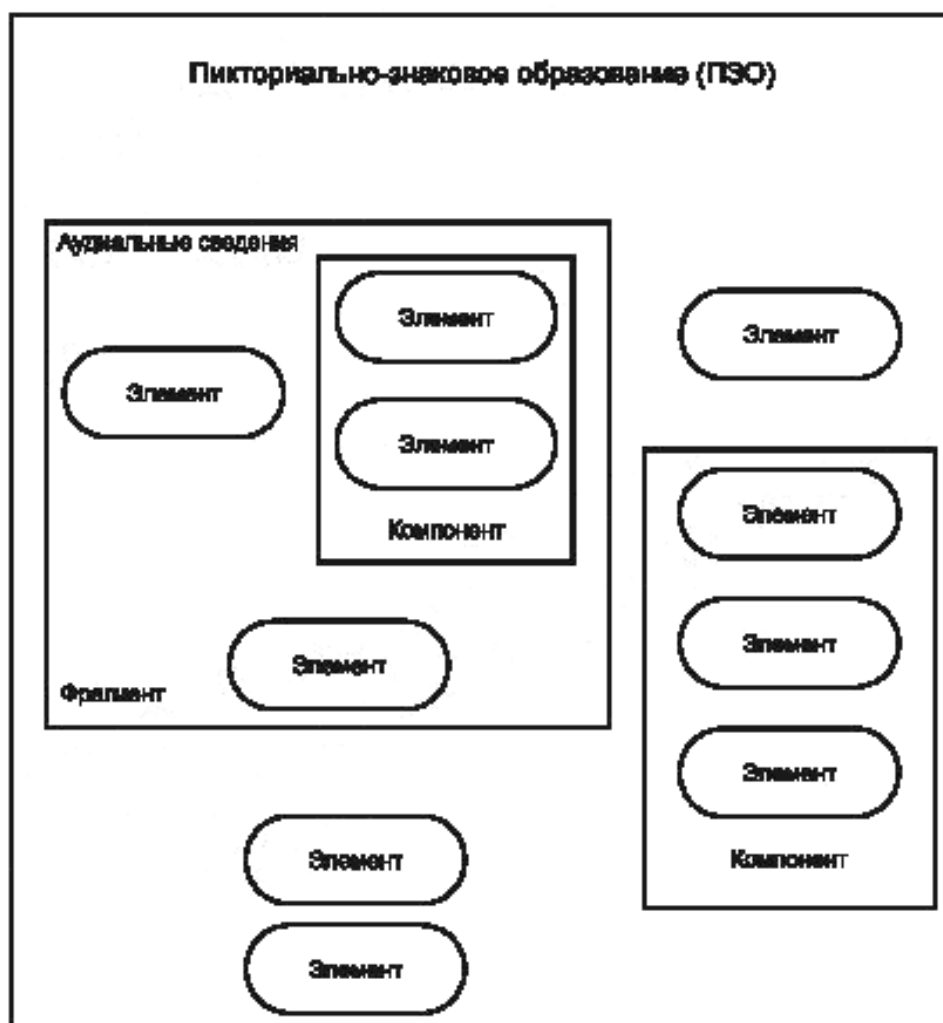 Пикториально-знаковое образование (ПЗО)
Аудиальные сведения
Элемент
Элемент
Элемент
Элемент
Компонент
Элемент
Фрагмент
Элемент
Элемент
Элемент
Компонент
Элемент
Элемент